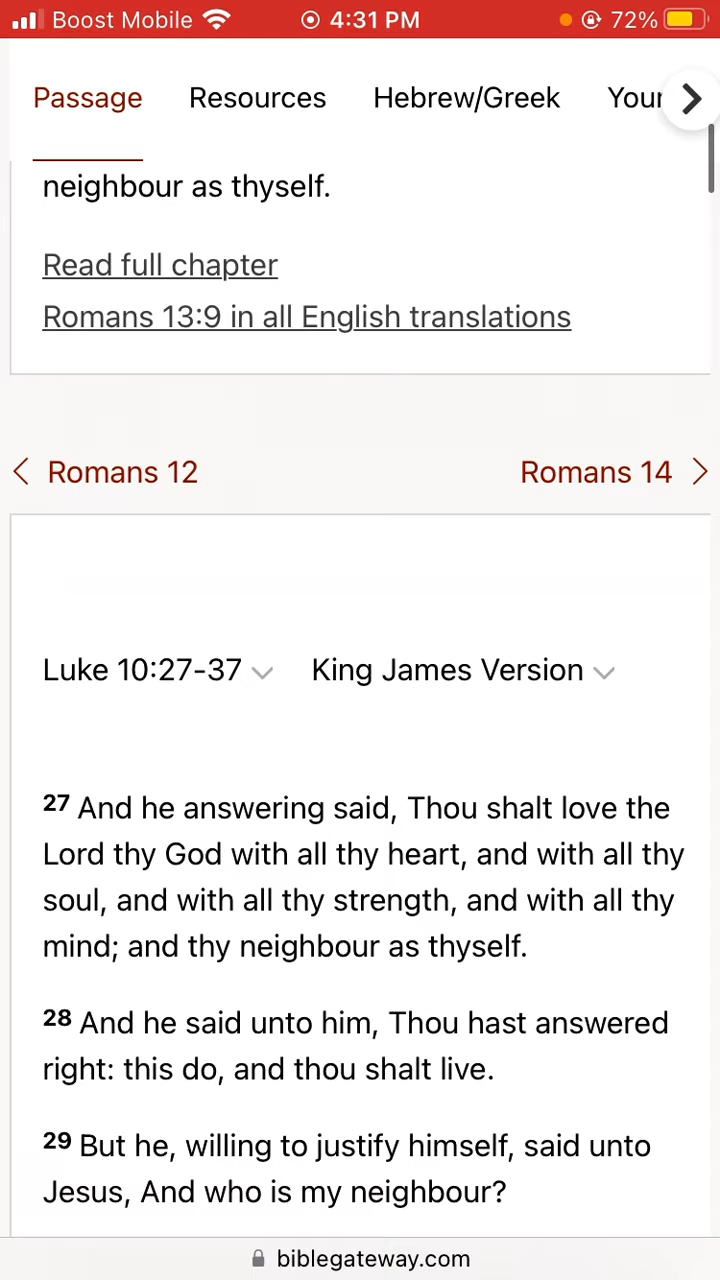 Boost Mobile 4:31 PM 72%
Passage Resources Hebrew/Greek
neighbour as thyself.
Read full chapter
Romans 13:9 in all English translations
Romans 12 Romans 14
Luke 10:27-37 King James Version
27 And he answering said, Thou shalt love the
Lord thy God with all thy heart, and with all thy
soul, and with all thy strength, and with all thy
mind; and thy neighbour as thyself.
28 And he said unto him, Thou hast answered
right: this do, and thou shalt live.
29 But he, willing to justify himself, said unto
Jesus, And who is my neighbour?
biblegateway.com